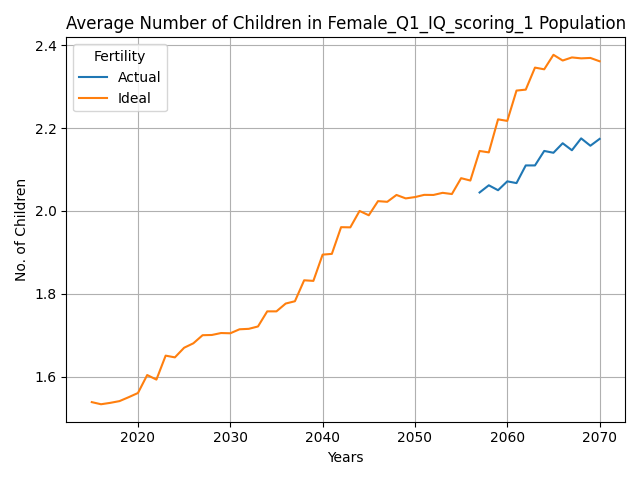 Average Number of Children in Female_Q1_IQ_scoring_1 Population
Fertility
Actual
Ideal
No. of Children
2.4
2.2
2.0
1.8
1.6
2020 2030 2040 2050 2060 2070
Years